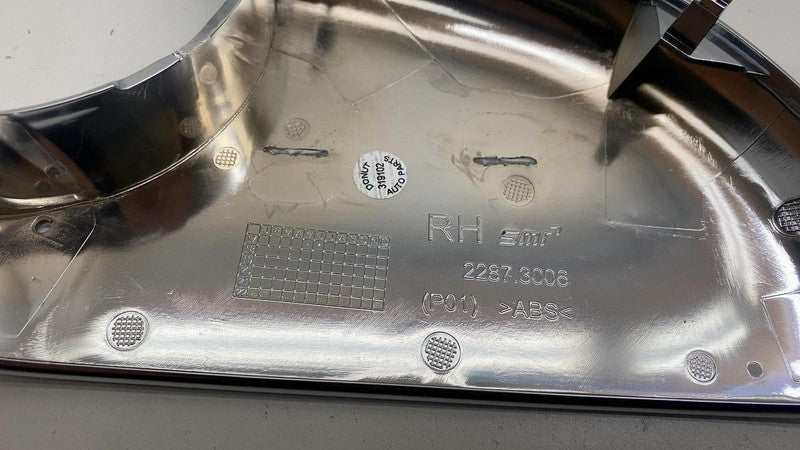 DONUT
319102
AUTO PARTS
RH smr
2287.3006
(P01) >ABS<